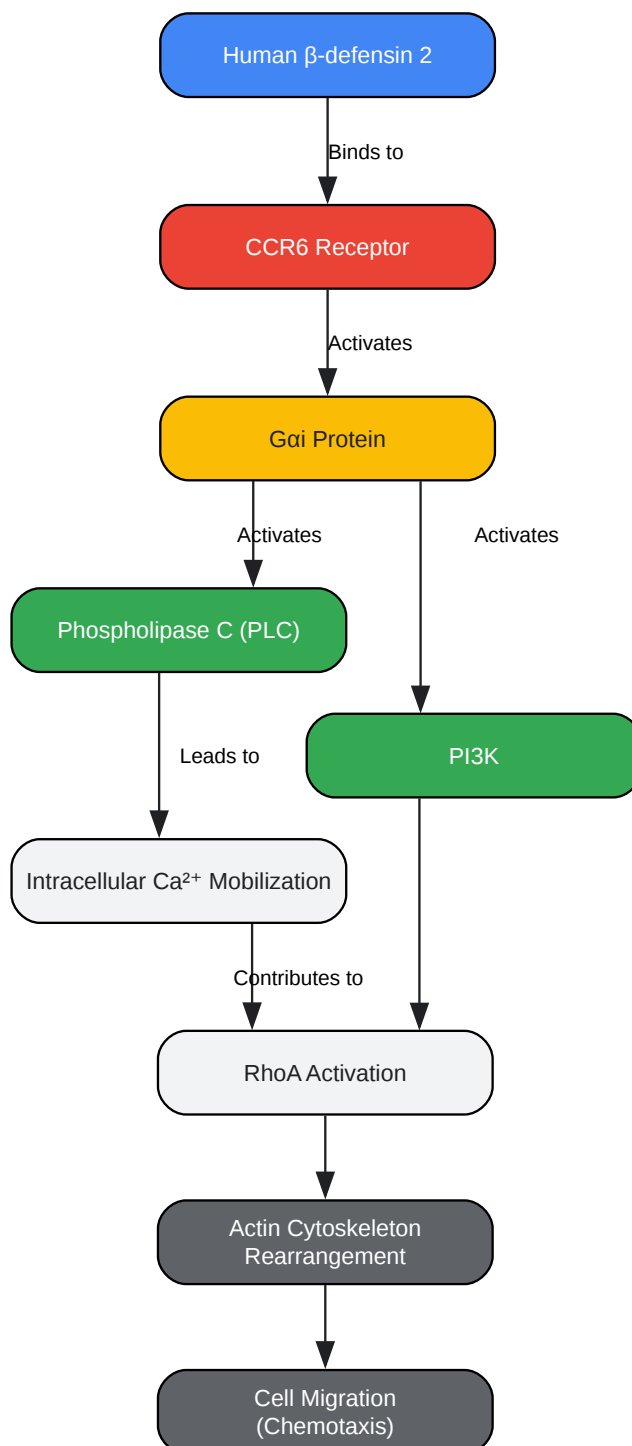 Human β-defensin 2
Binds to
CCR6 Receptor
Activates
Gαi Protein
Activates
Activates
Phospholipase C (PLC)
Leads to
PI3K
Intracellular Ca²⁺ Mobilization
Contributes to
RhoA Activation
Actin Cytoskeleton
Rearrangement
Cell Migration
(Chemotaxis)